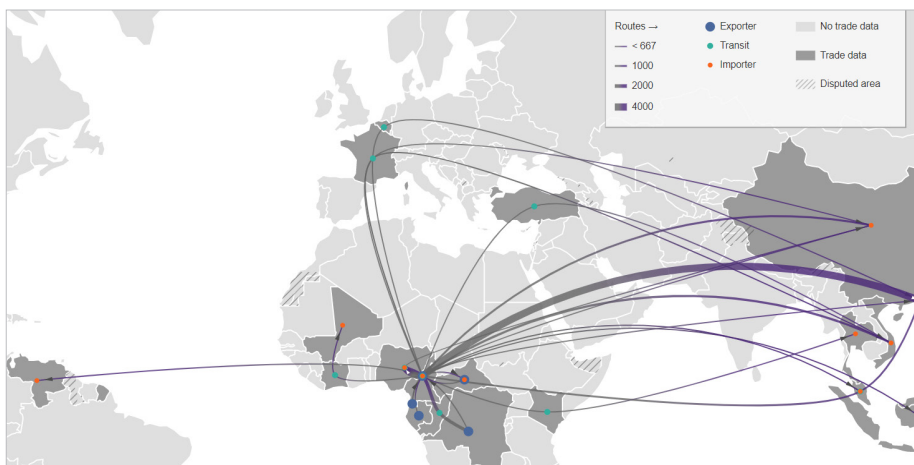 Routes →
< 667
1000
2000
4000
Exporter
Transit
Importer
No trade data
Trade data
Disputed area